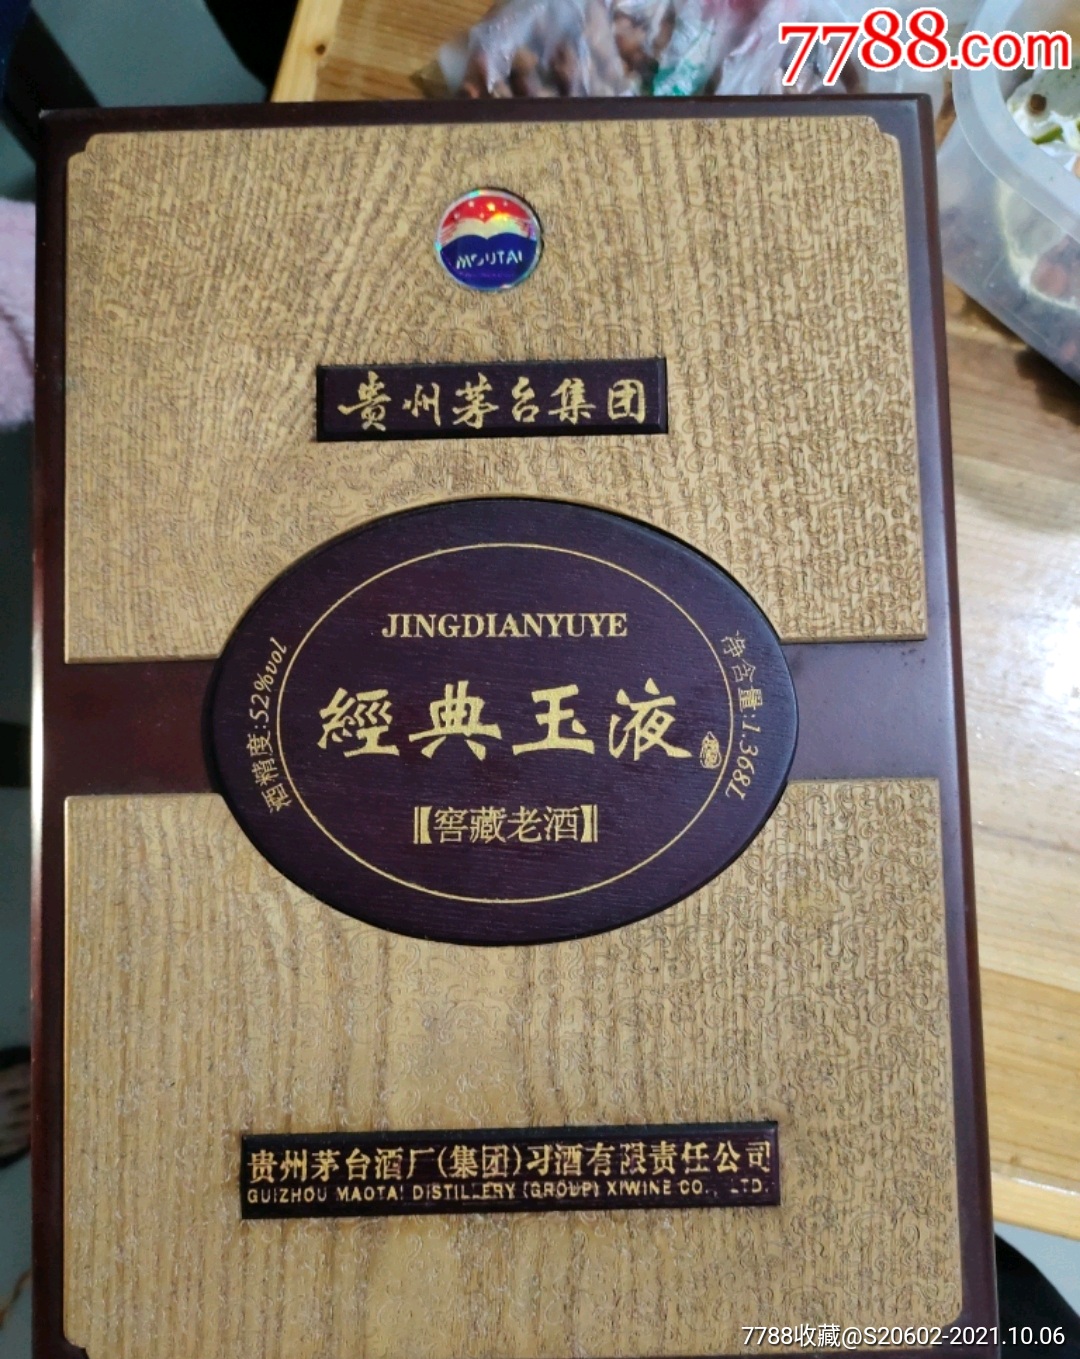 7788.com
MOUTAI
贵州茅台集团
JINGDIANYUYE
經典玉液
【窖藏老酒】
酒精度:52%vol
净含量:1.368L
贵州茅台酒厂(集团)习酒有限责任公司
GUIZHOU MAOTAI DISTILLERY (GROUP) XIWINE CO., LTD.
7788收藏@S20602-2021.10.06